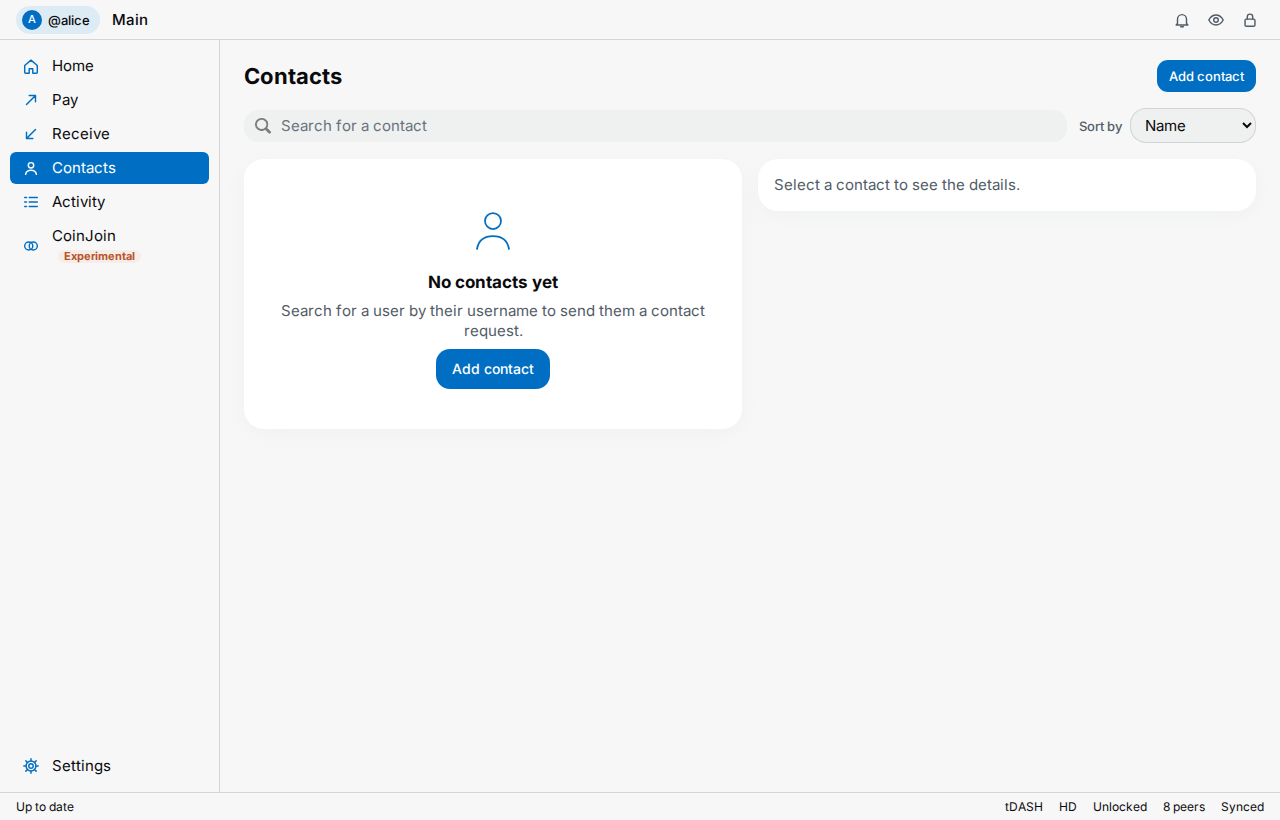 A @alice Main
Home
Pay
Receive
Contacts
Activity
CoinJoin
Experimental
Settings
Contacts
Add contact
Search for a contact
Sort by Name
No contacts yet
Search for a user by their username to send them a contact
request.
Add contact
Select a contact to see the details.
Up to date
tDASH HD Unlocked 8 peers Synced